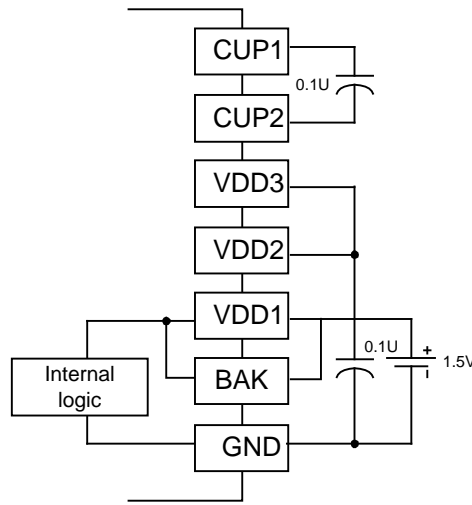 CUP1
0.1U
CUP2
VDD3
VDD2
VDD1
0.1U
+
1.5V
Internal
logic
BAK
GND